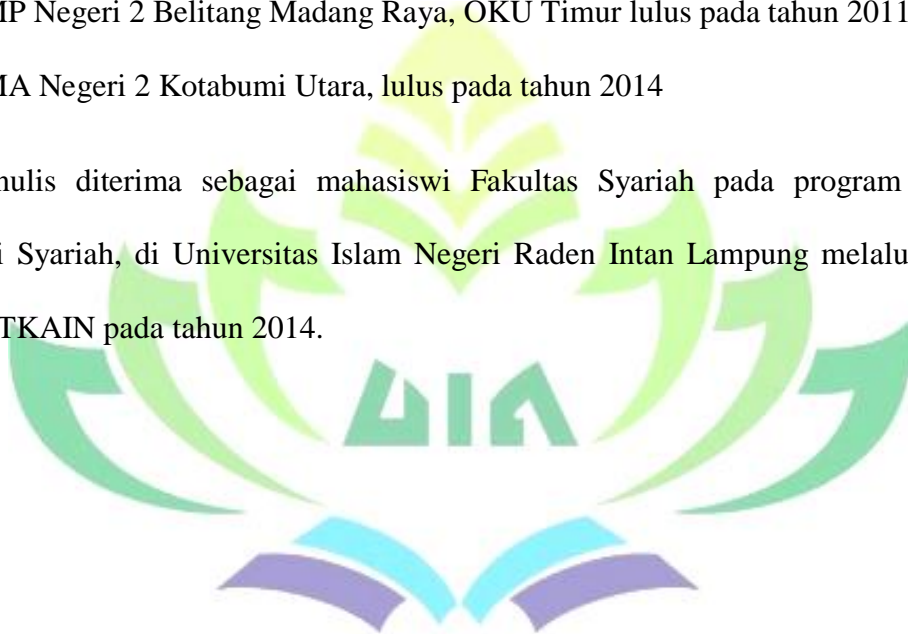 MP Negeri 2 Belitang Madang Raya, OKU Timur lulus pada tahun 2011
MA Negeri 2 Kotabumi Utara, lulus pada tahun 2014
nulis diterima sebagai mahasiswi Fakultas Syariah pada program
i Syariah, di Universitas Islam Negeri Raden Intan Lampung melalu
TKAIN pada tahun 2014.